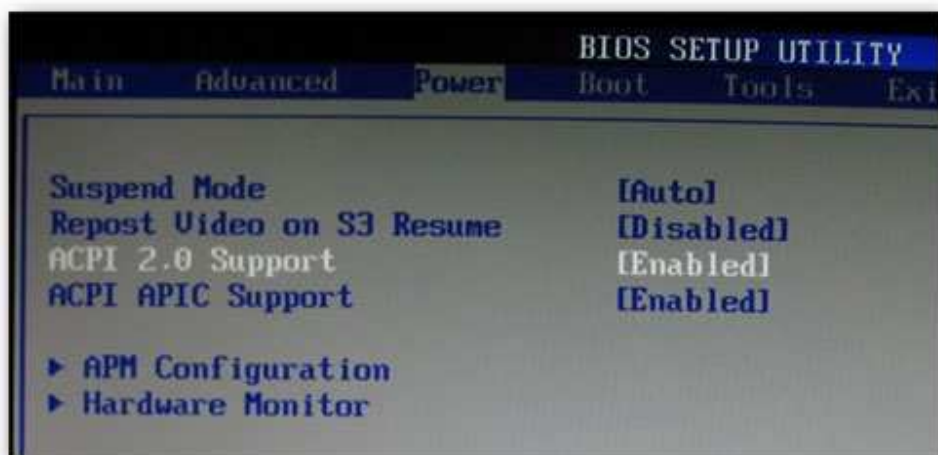 BIOS SETUP UTILITY
Main Advanced Power Boot Tools Exi
Suspend Mode [Auto]
Repost Video on S3 Resume [Disabled]
ACPI 2.0 Support [Enabled]
ACPI APIC Support [Enabled]
▶ APM Configuration
▶ Hardware Monitor